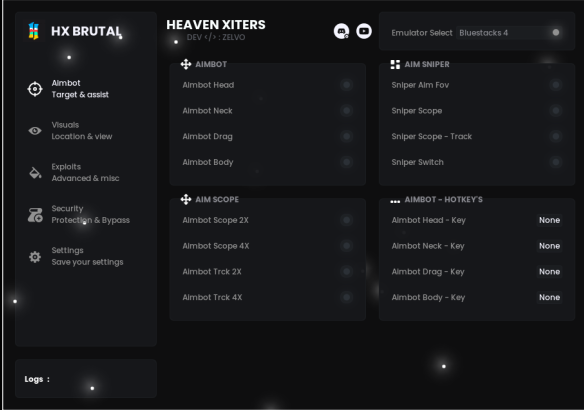 HX BRUTAL
Aimbot
Target & assist
Visuals
Location & view
Exploits
Advanced & misc
Security
Protection & Bypass
Settings
Save your settings
Logs :
HEAVEN XITERS
DEV </> : ZELVO
Emulator Select Bluestacks 4
AIMBOT
Aimbot Head
Aimbot Neck
Aimbot Drag
Aimbot Body
AIM SNIPER
Sniper Aim Fov
Sniper Scope
Sniper Scope - Track
Sniper Switch
AIM SCOPE
Aimbot Scope 2X
Aimbot Scope 4X
Aimbot Trck 2X
Aimbot Trck 4X
AIMBOT - HOTKEY'S
Aimbot Head - Key None
Aimbot Neck - Key None
Aimbot Drag - Key None
Aimbot Body - Key None